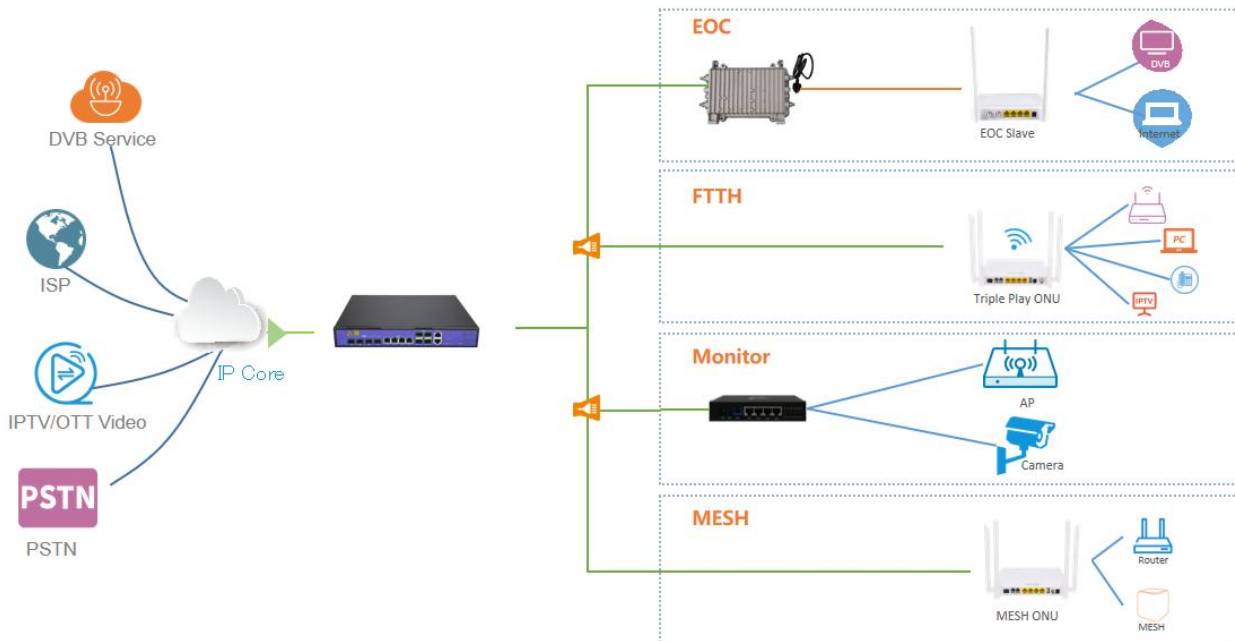 DVB Service
ISP
IP Core
IPTV/OTT Video
PSTN
PSTN
EOC
EOC Slave
DVB
Internet
FTTH
Triple Play ONU
PC
IPTV
Monitor
AP
Camera
MESH
MESH ONU
Router
MESH